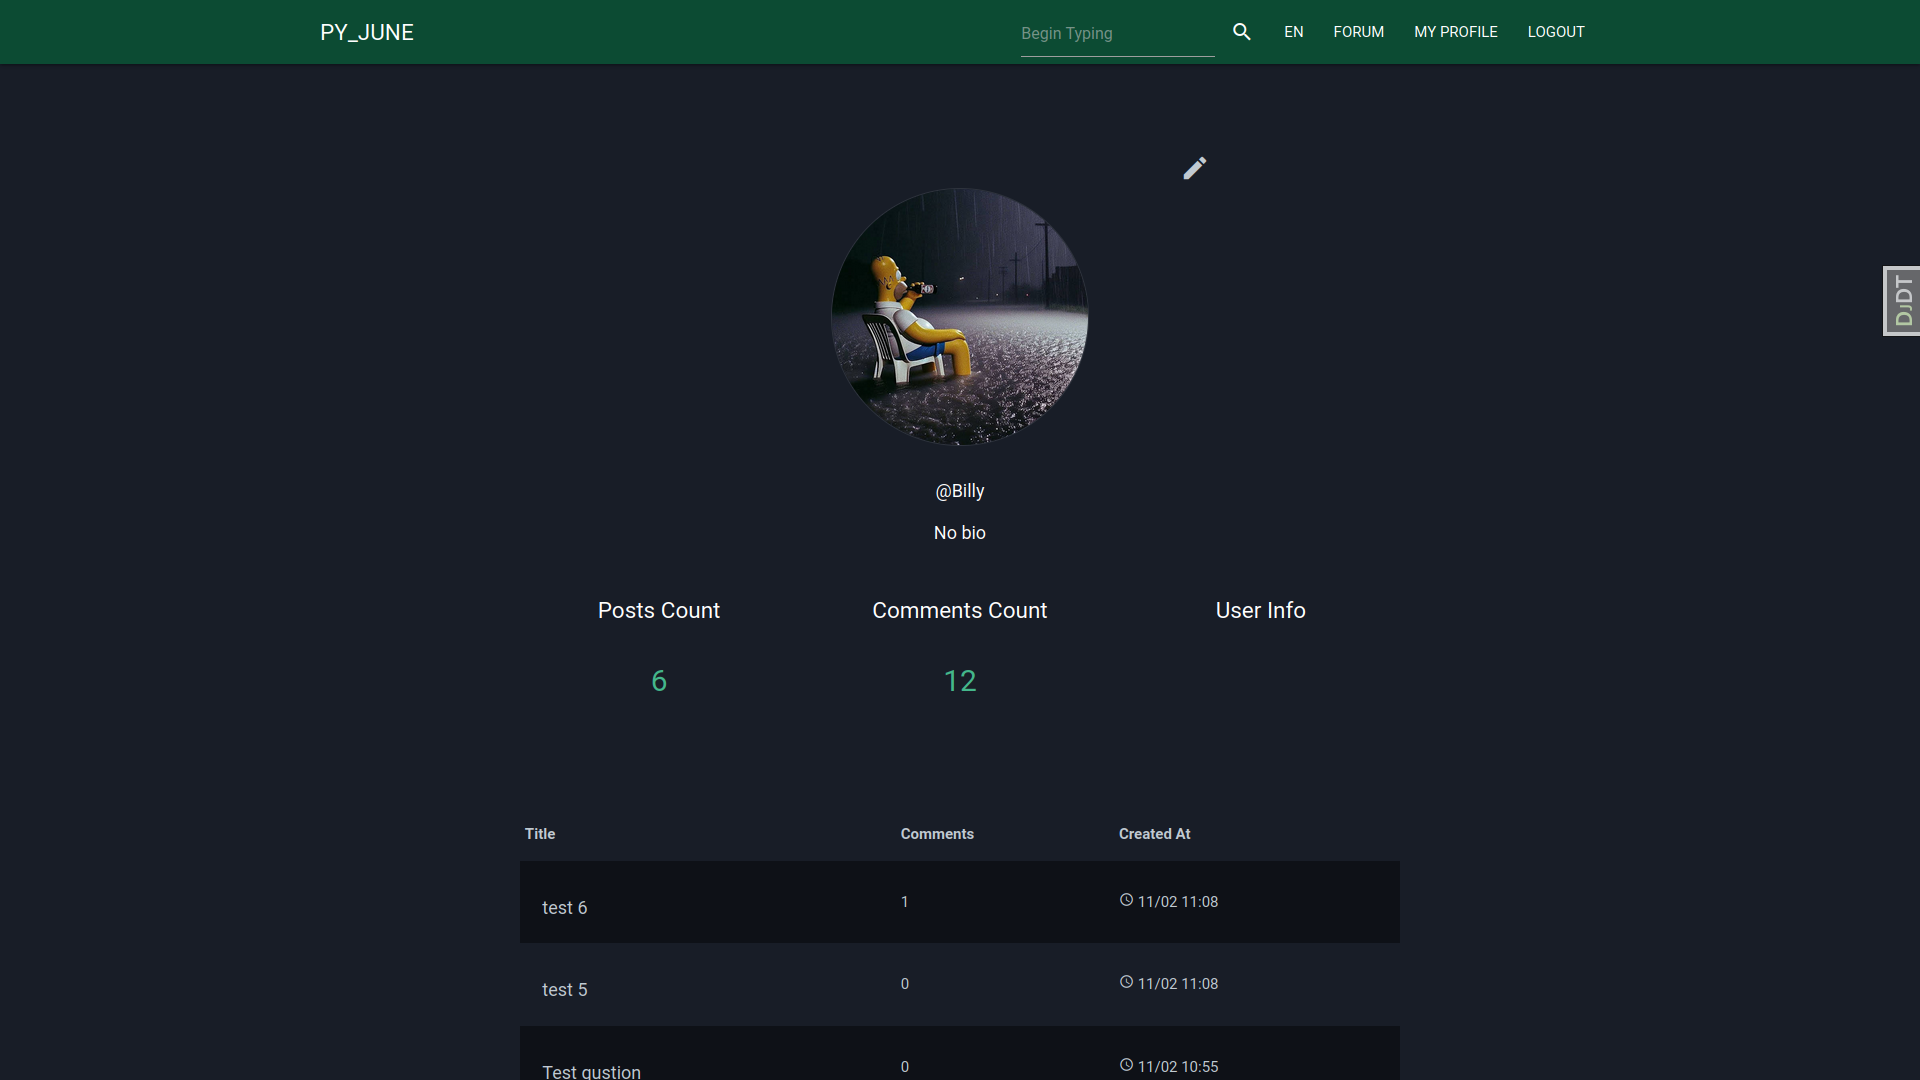 PY_JUNE
Begin Typing
EN FORUM MY PROFILE LOGOUT
DJDT
@Billy
No bio
Posts Count Comments Count User Info
6 12
Title Comments Created At
test 6 1 11/02 11:08
test 5 0 11/02 11:08
Test qustion 0 11/02 10:55